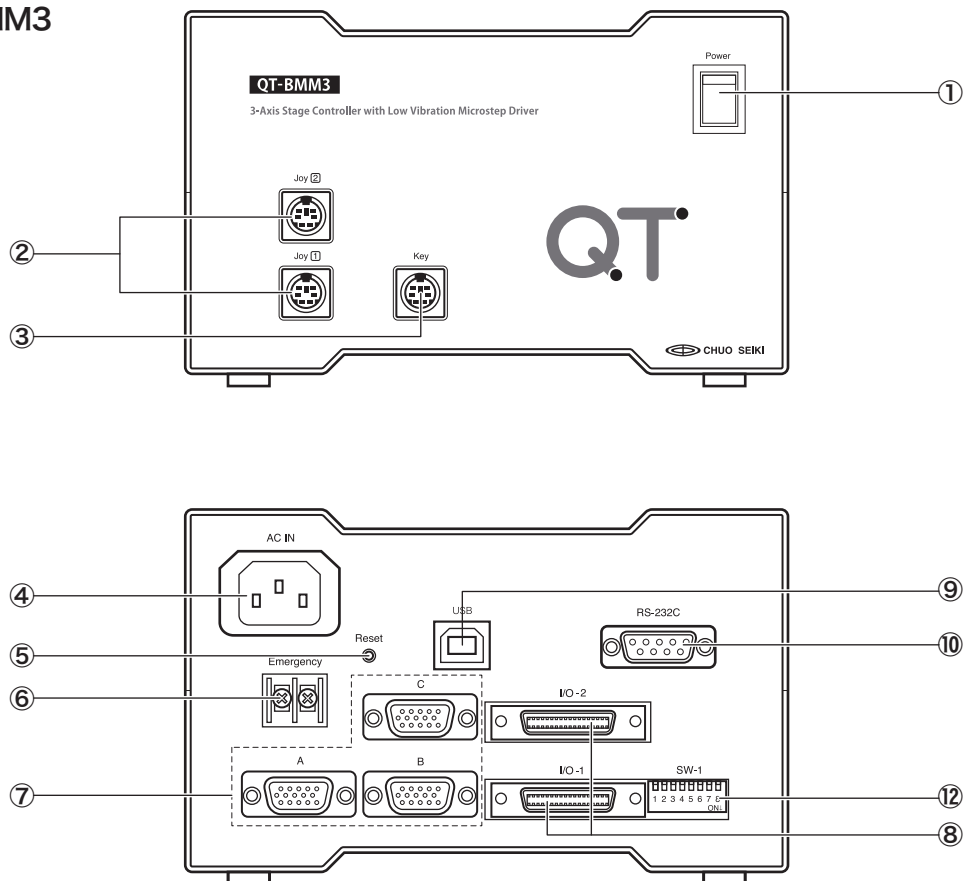 MM3
Power
QT-BMM3
①
3-Axis Stage Controller with Low Vibration Microstep Driver
Joy 2
QT
②
Joy 1
Key
③
CHUO SEIKI
AC IN
④
⑨
USB
RS-232C
Reset
⑤
⑩
Emergency
⑥
C
I/O-2
A
B
I/O-1
SW-1
⑦
1 2 3 4 5 6 7 8
⑫
ON↓
⑧